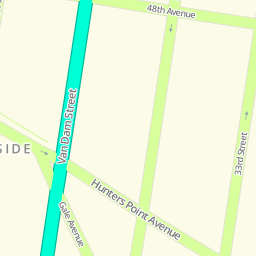 48th Avenue
Van Dam Street
33rd Street
SIDE
Hunters Point Avenue
Gale Avenue